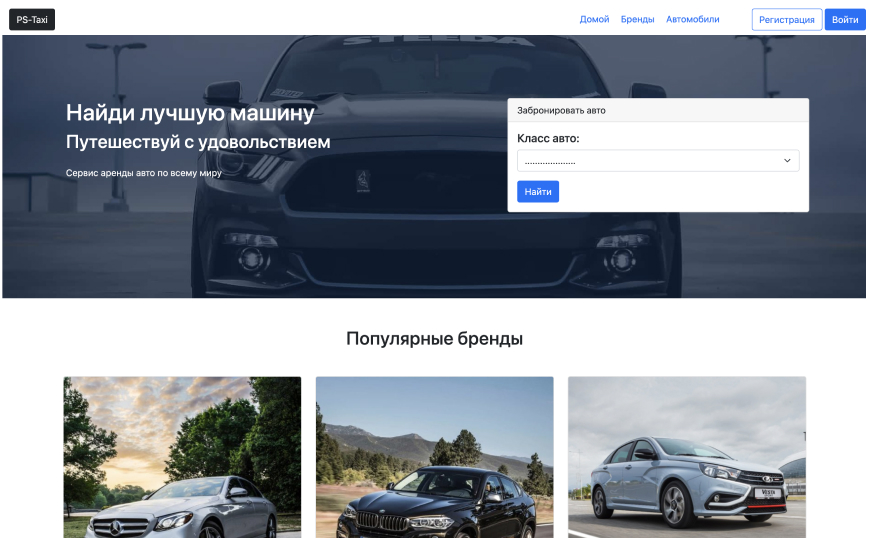 PS-Taxi
Домой Бренды Автомобили Регистрация Войти
STEEDA
Найди лучшую машину
Путешествуй с удовольствием
Сервис аренды авто по всему миру
Забронировать авто
Класс авто:
....................
Найти
Популярные бренды